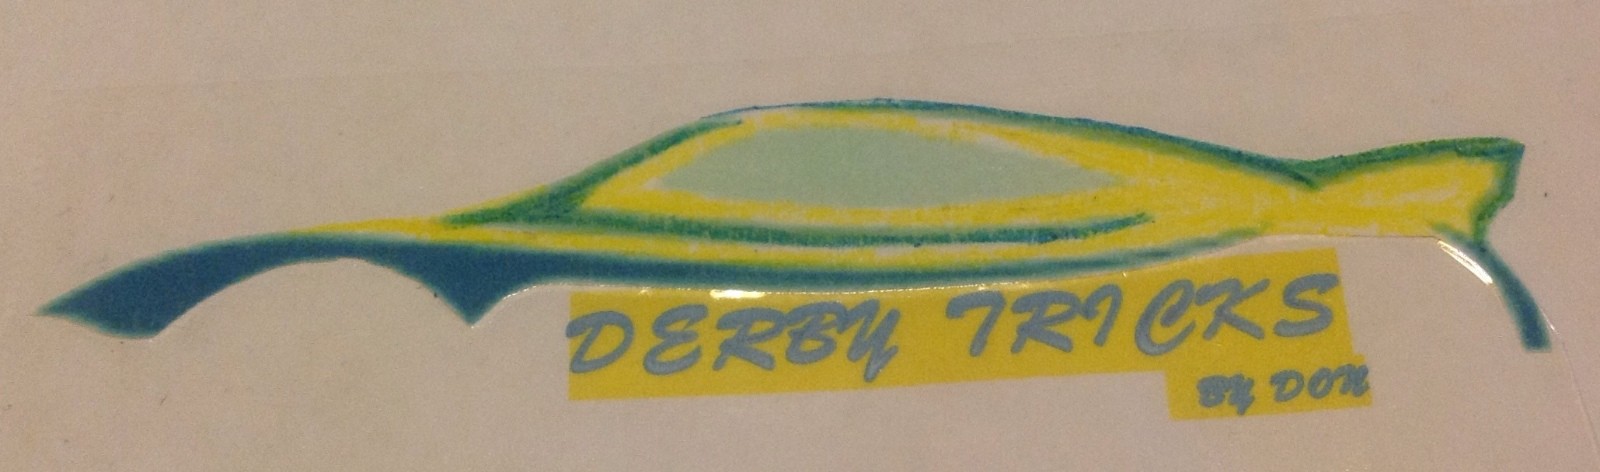 DERBY TRICKS
BY DON